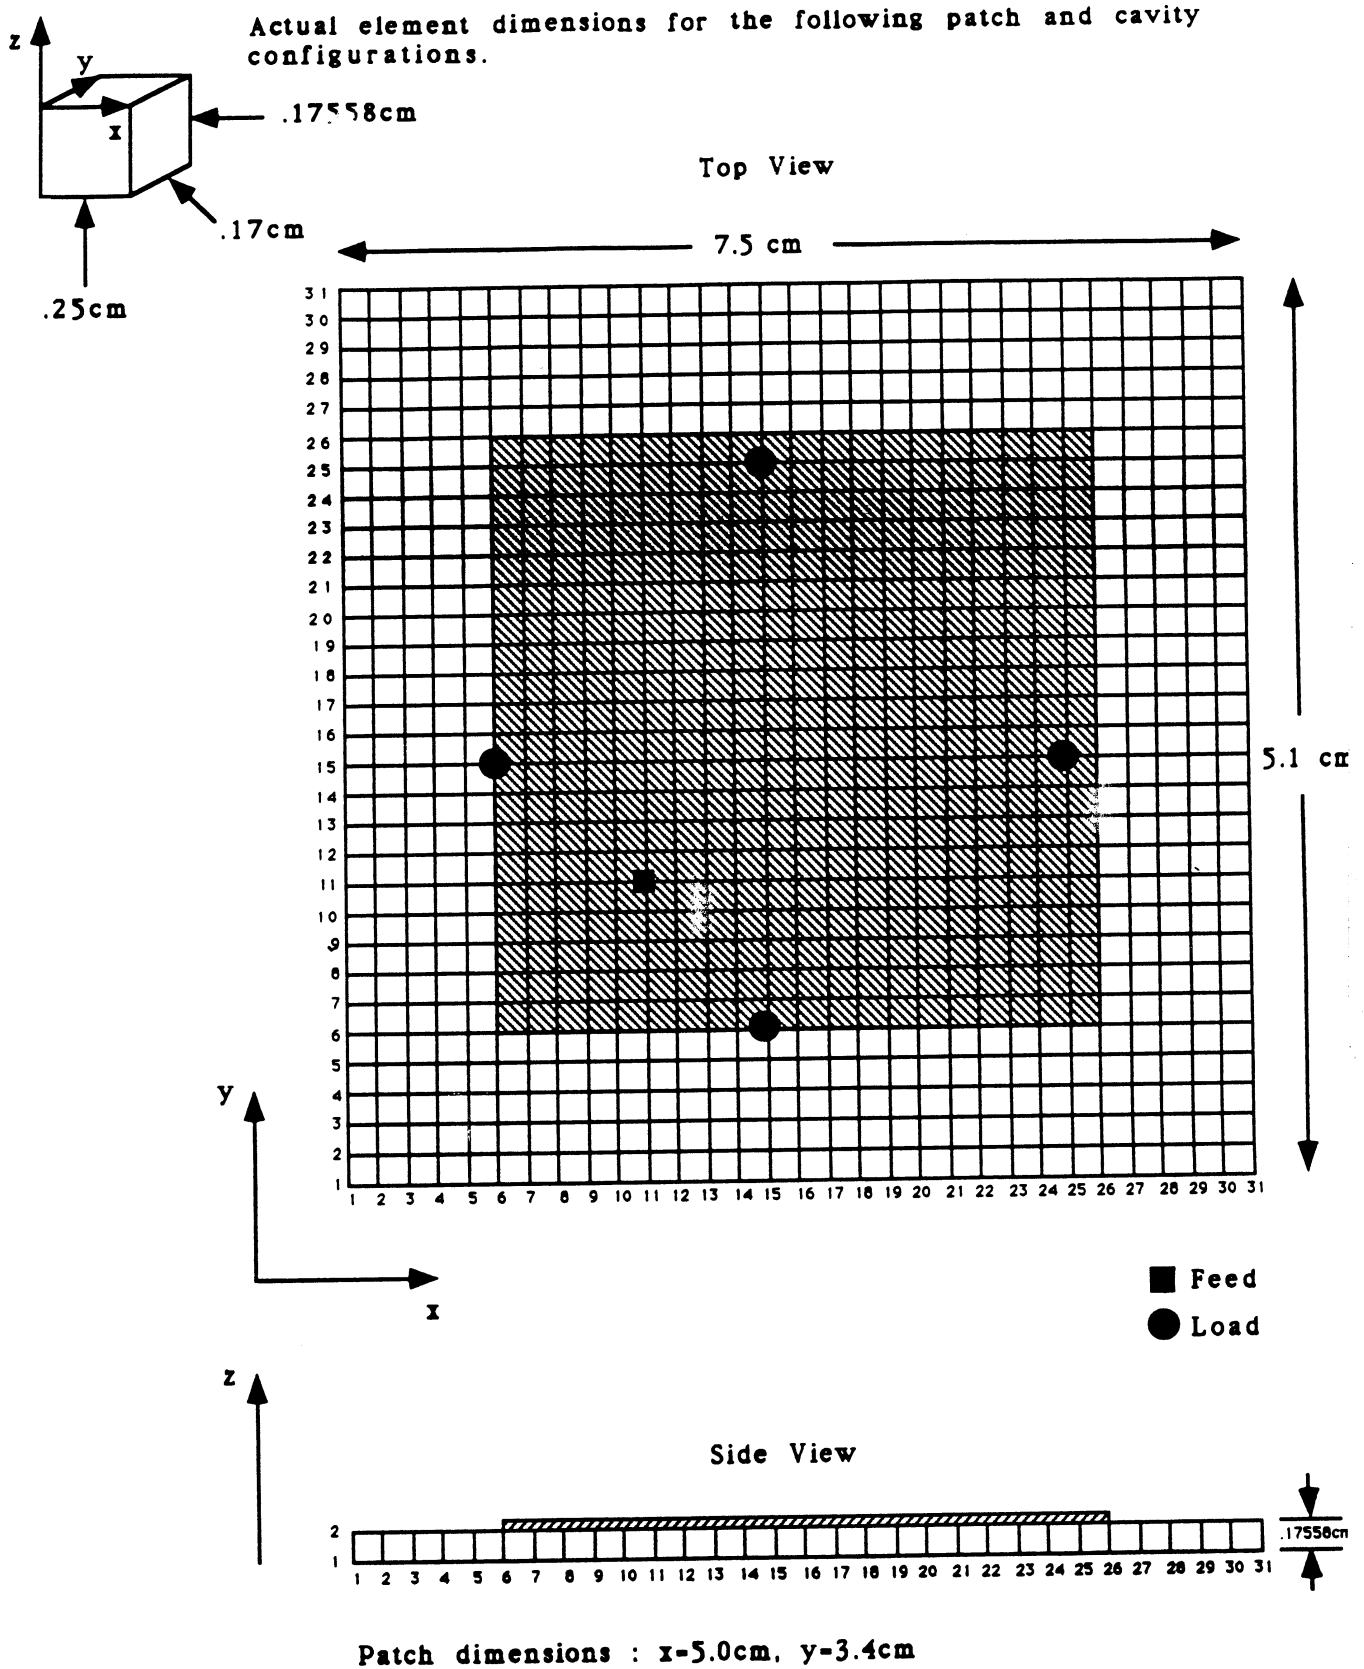 Actual element dimensions for the following patch and cavity
configurations.
z
y
x
.17558cm
.17cm
.25cm
Top View
7.5 cm
31
30
29
28
27
26
25
24
23
22
21
20
19
18
17
16
15
14
13
12
11
10
9
8
7
6
5
4
3
2
1
5.1 cm
1 2 3 4 5 6 7 8 9 10 11 12 13 14 15 16 17 18 19 20 21 22 23 24 25 26 27 28 29 30 31
y
x
Feed
Load
z
Side View
2
1
.17558cm
1 2 3 4 5 6 7 8 9 10 11 12 13 14 15 16 17 18 19 20 21 22 23 24 25 26 27 28 29 30 31
Patch dimensions : x=5.0cm, y=3.4cm